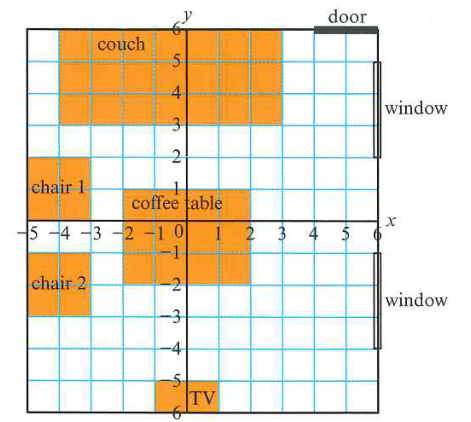 y
door
6
couch
5
4
window
3
2
chair 1
1
coffee table
x
−5 −4 −3 −2 −1 0 1 2 3 4 5 6
−1
chair 2
−2
window
−3
−4
−5
TV
6